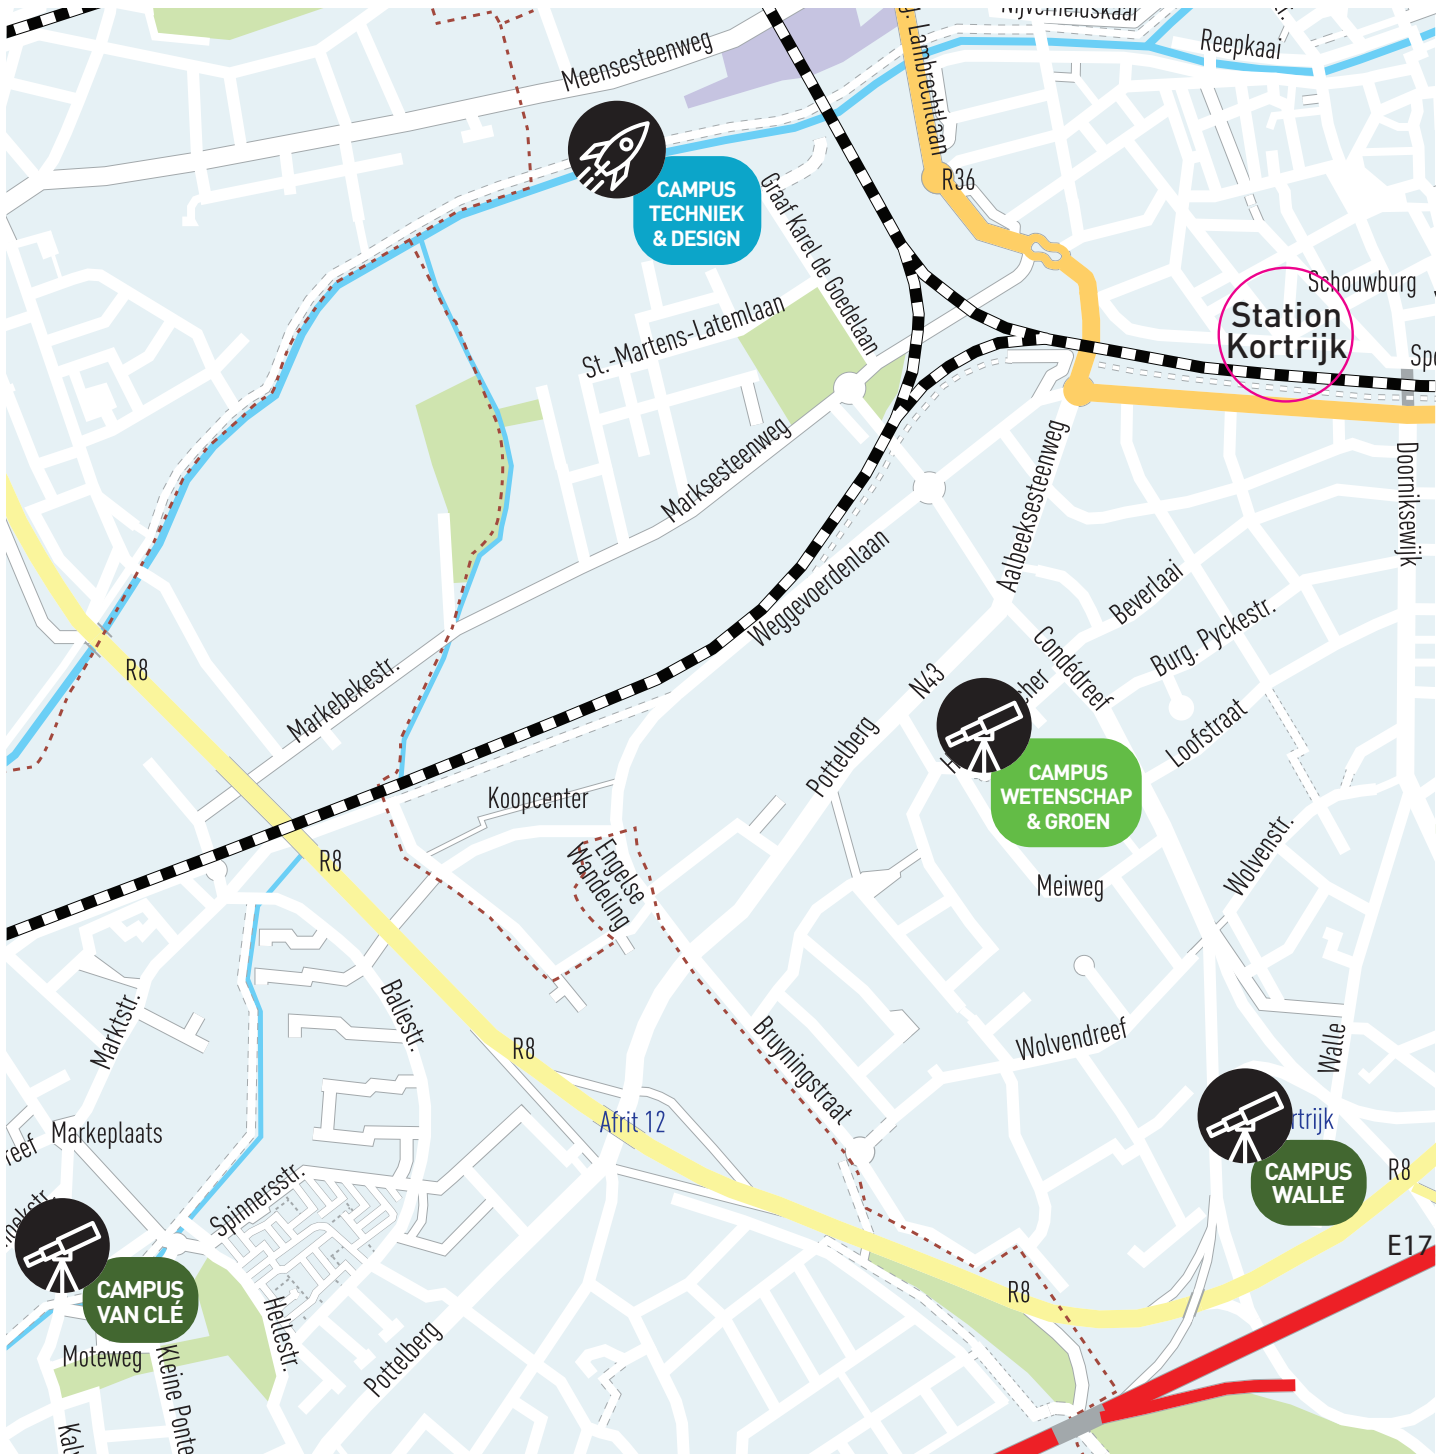 Nijverheidskaai
Reepkaai
Meensesteenweg
J. Lambrechtlaan
R36
CAMPUS
TECHNIEK
& DESIGN
Graaf Karel de Goedelaan
Schouwburg
Station
Kortrijk
St.-Martens-Latemlaan
Marksesteenweg
Aalbeeksesteenweg
Doorniksewijk
Weggevoerdenlaan
Beverlaai
Burg. Pyckestr.
Condédreef
R8
Markebekestr.
N43
Loofstraat
Pottelberg
CAMPUS
WETENSCHAP
& GROEN
Koopcenter
R8
Engelse
Wandeling
Meiweg
Wolvenstr.
Marktstr.
Baliestr.
R8
Bruyningstraat
Wolvendreef
Walle
Afrit 12
Markeplaats
CAMPUS
WALLE
R8
Spinnersstr.
E17
CAMPUS
VAN CLÉ
R8
Hellestr.
Moteweg
Pottelberg
Kleine Ponte